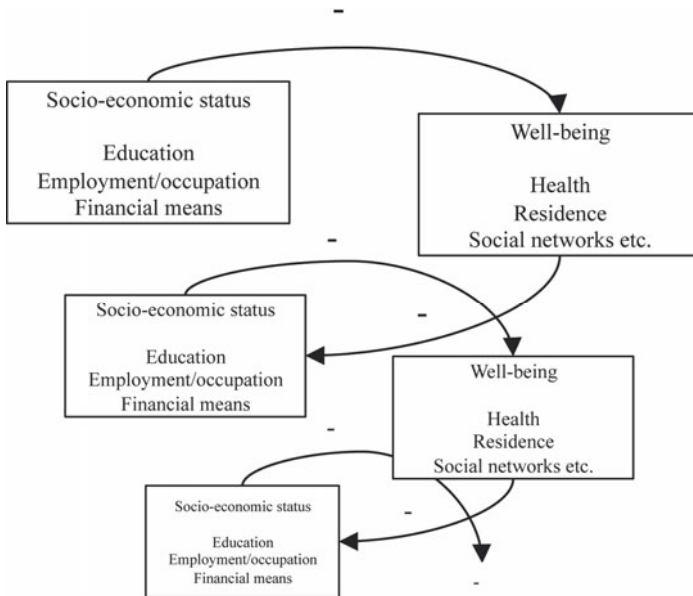 -
Socio-economic status
Education
Employment/occupation
Financial means
Well-being
Health
Residence
Social networks etc.
-
-
Socio-economic status
Education
Employment/occupation
Financial means
Well-being
Health
Residence
Social networks etc.
-
-
Socio-economic status
Education
Employment/occupation
Financial means
-